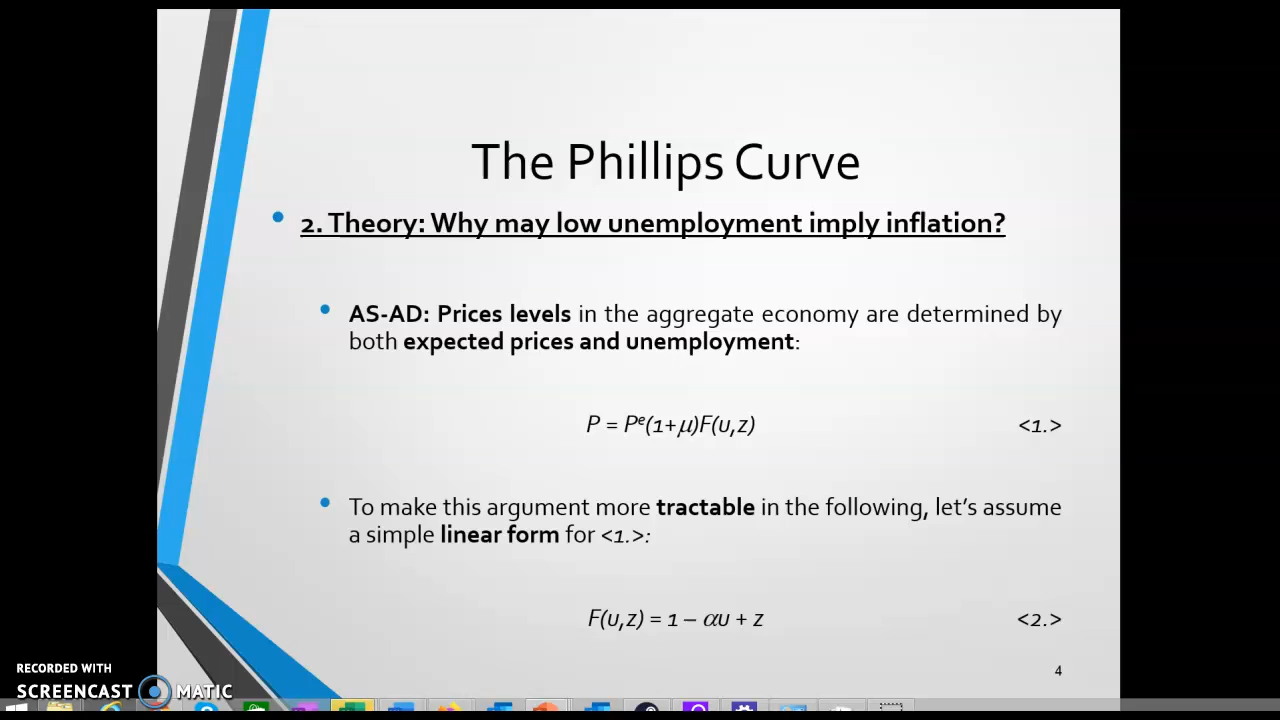 The Phillips Curve
• 2. Theory: Why may low unemployment imply inflation?
• AS-AD: Prices levels in the aggregate economy are determined by
both expected prices and unemployment:
P = Pᵉ(1+μ)F(u,z) <1.>
• To make this argument more tractable in the following, let's assume
a simple linear form for <1.>:
F(u,z) = 1 – αu + z <2.>
4
RECORDED WITH
SCREENCAST MATIC